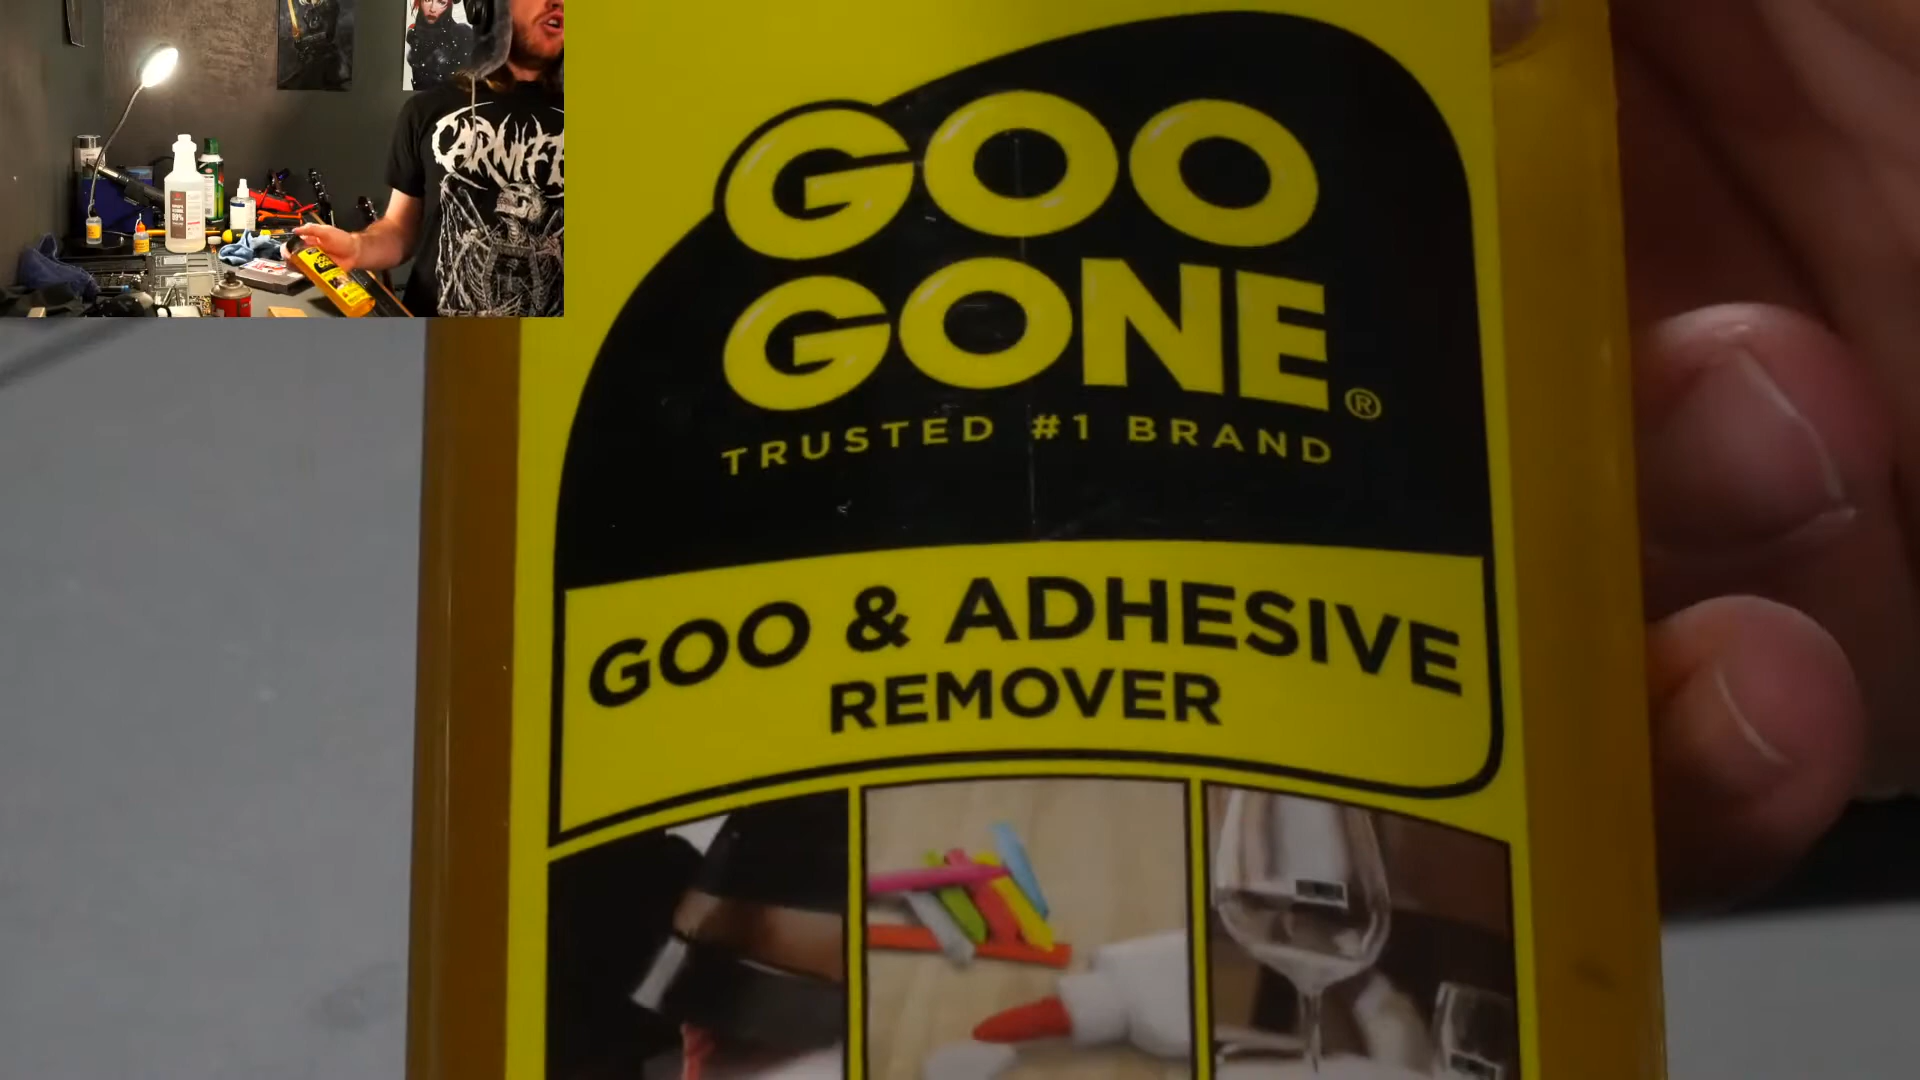 GOO
GONE®
TRUSTED #1 BRAND
GOO & ADHESIVE
REMOVER